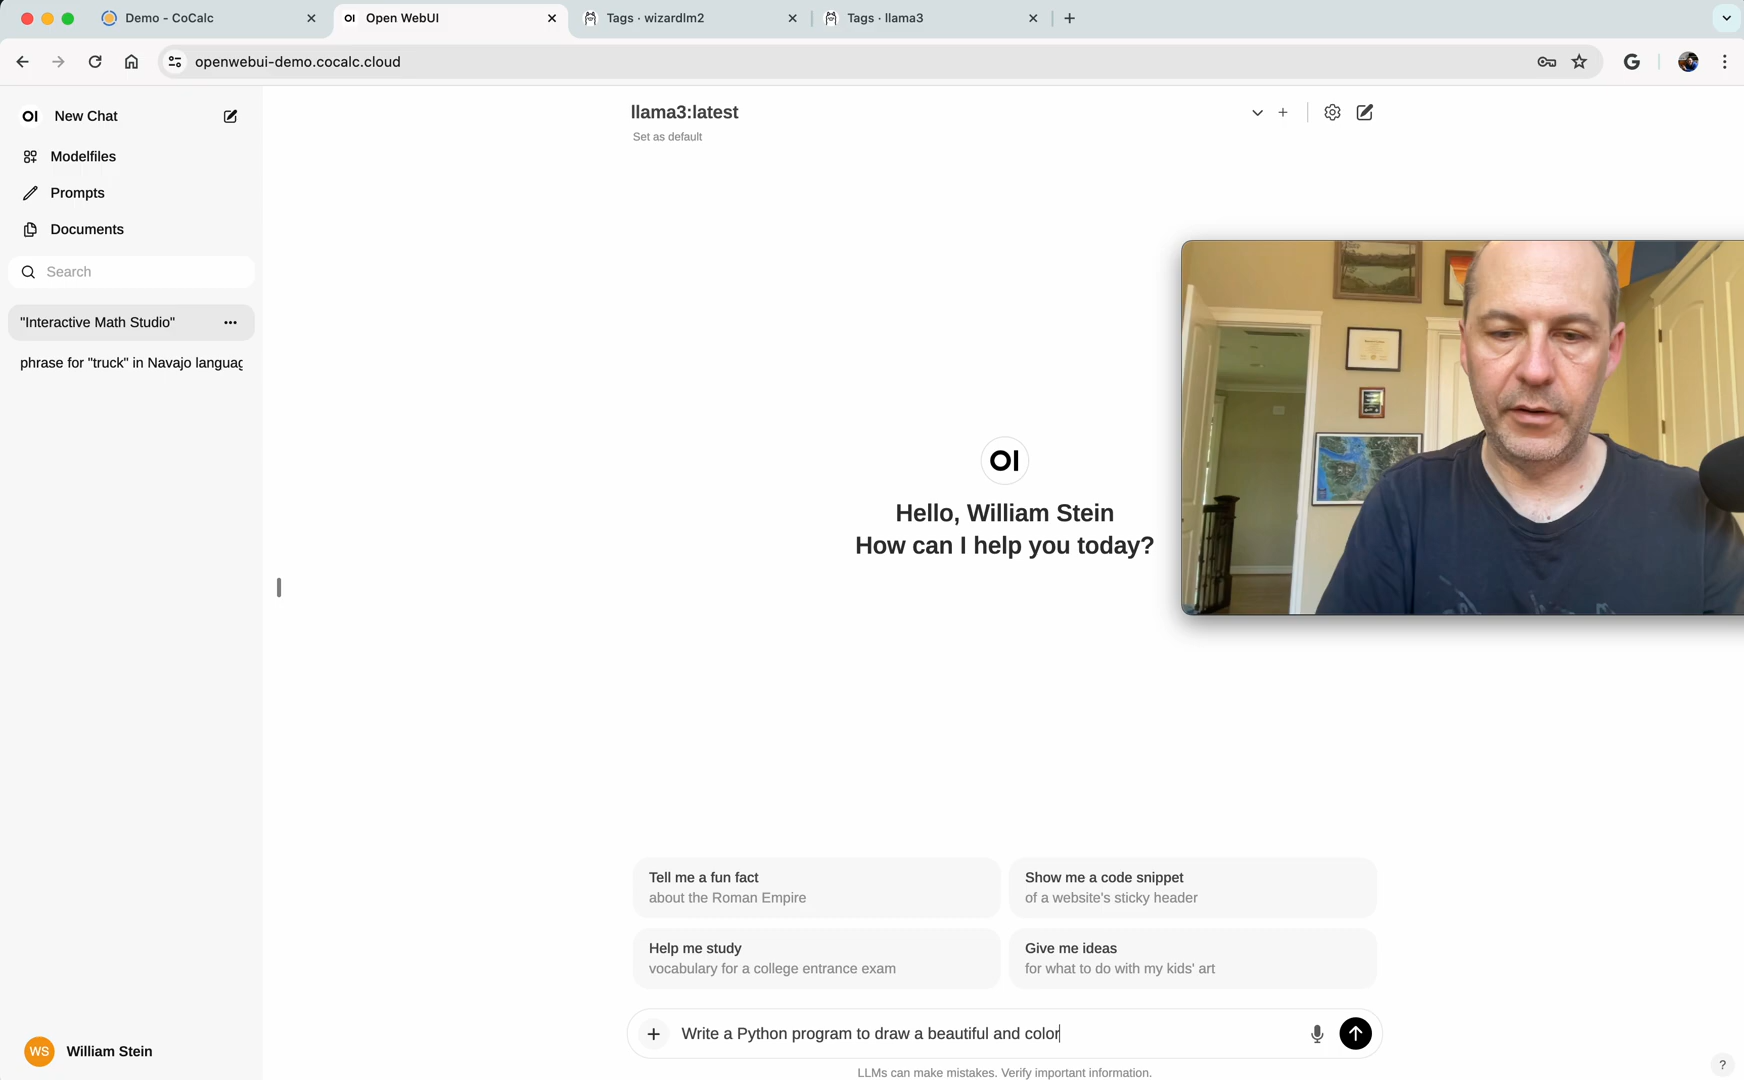 Demo - CoCalc
OI Open WebUI
Tags · wizardlm2
Tags · llama3
openwebui-demo.cocalc.cloud
G
OI New Chat
Modelfiles
Prompts
Documents
Search
"Interactive Math Studio"
phrase for "truck" in Navajo languag
llama3:latest
Set as default
OI
Hello, William Stein
How can I help you today?
Tell me a fun fact
about the Roman Empire
Show me a code snippet
of a website's sticky header
Help me study
vocabulary for a college entrance exam
Give me ideas
for what to do with my kids' art
Write a Python program to draw a beautiful and color
LLMs can make mistakes. Verify important information.
WS William Stein
?